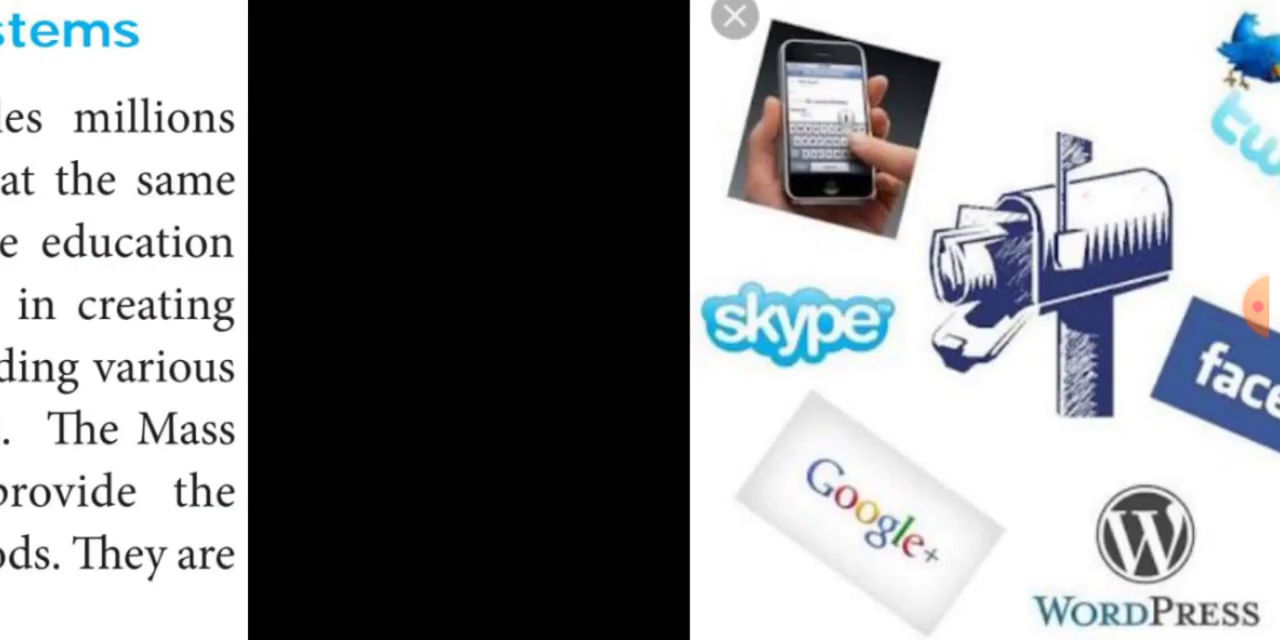 stems
les millions
at the same
e education
in creating
ding various
. The Mass
provide the
ods. They are
skype
face
Google+
WORDPRESS